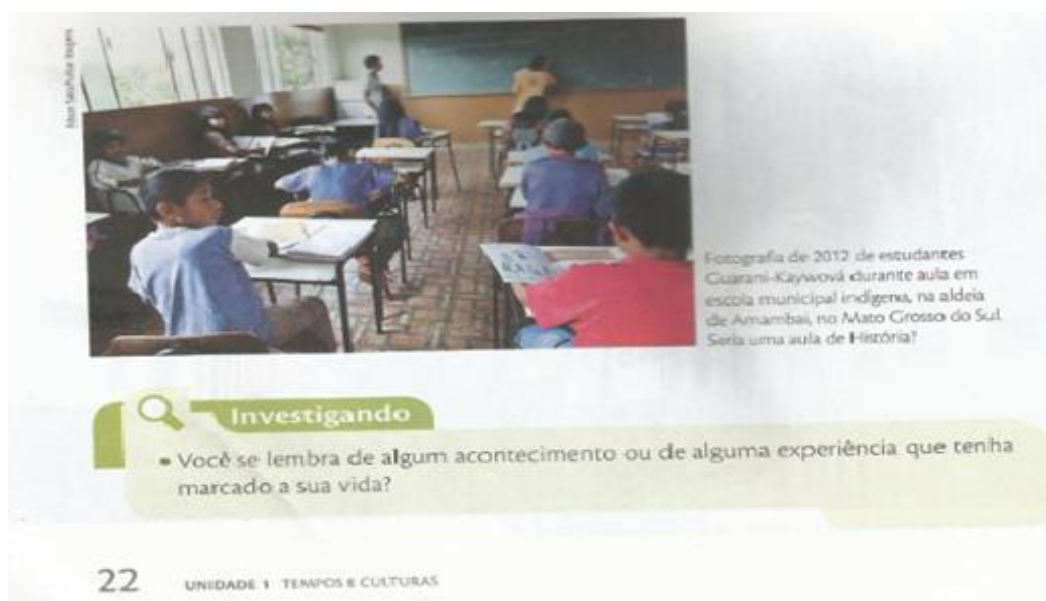 Fotografia de 2012 de estudantes
Guarani-Kaywová durante aula em
escola municipal indígena, na aldeia
de Amambai, no Mato Grosso do Sul.
Seria uma aula de História?
Investigando
• Você se lembra de algum acontecimento ou de alguma experiência que tenha
marcado a sua vida?
22 UNIDADE 1 TEMPOS E CULTURAS